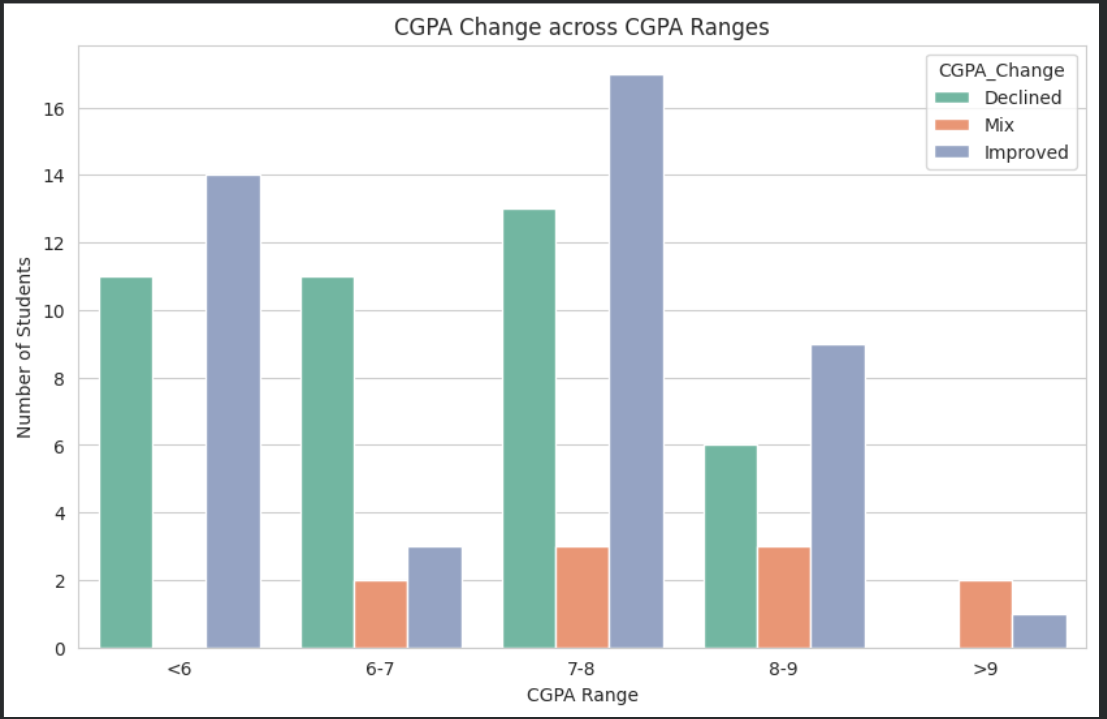 CGPA Change across CGPA Ranges
CGPA_Change
Declined
Mix
Improved
Number of Students
16
14
12
10
8
6
4
2
0
<6 6-7 7-8 8-9 >9
CGPA Range